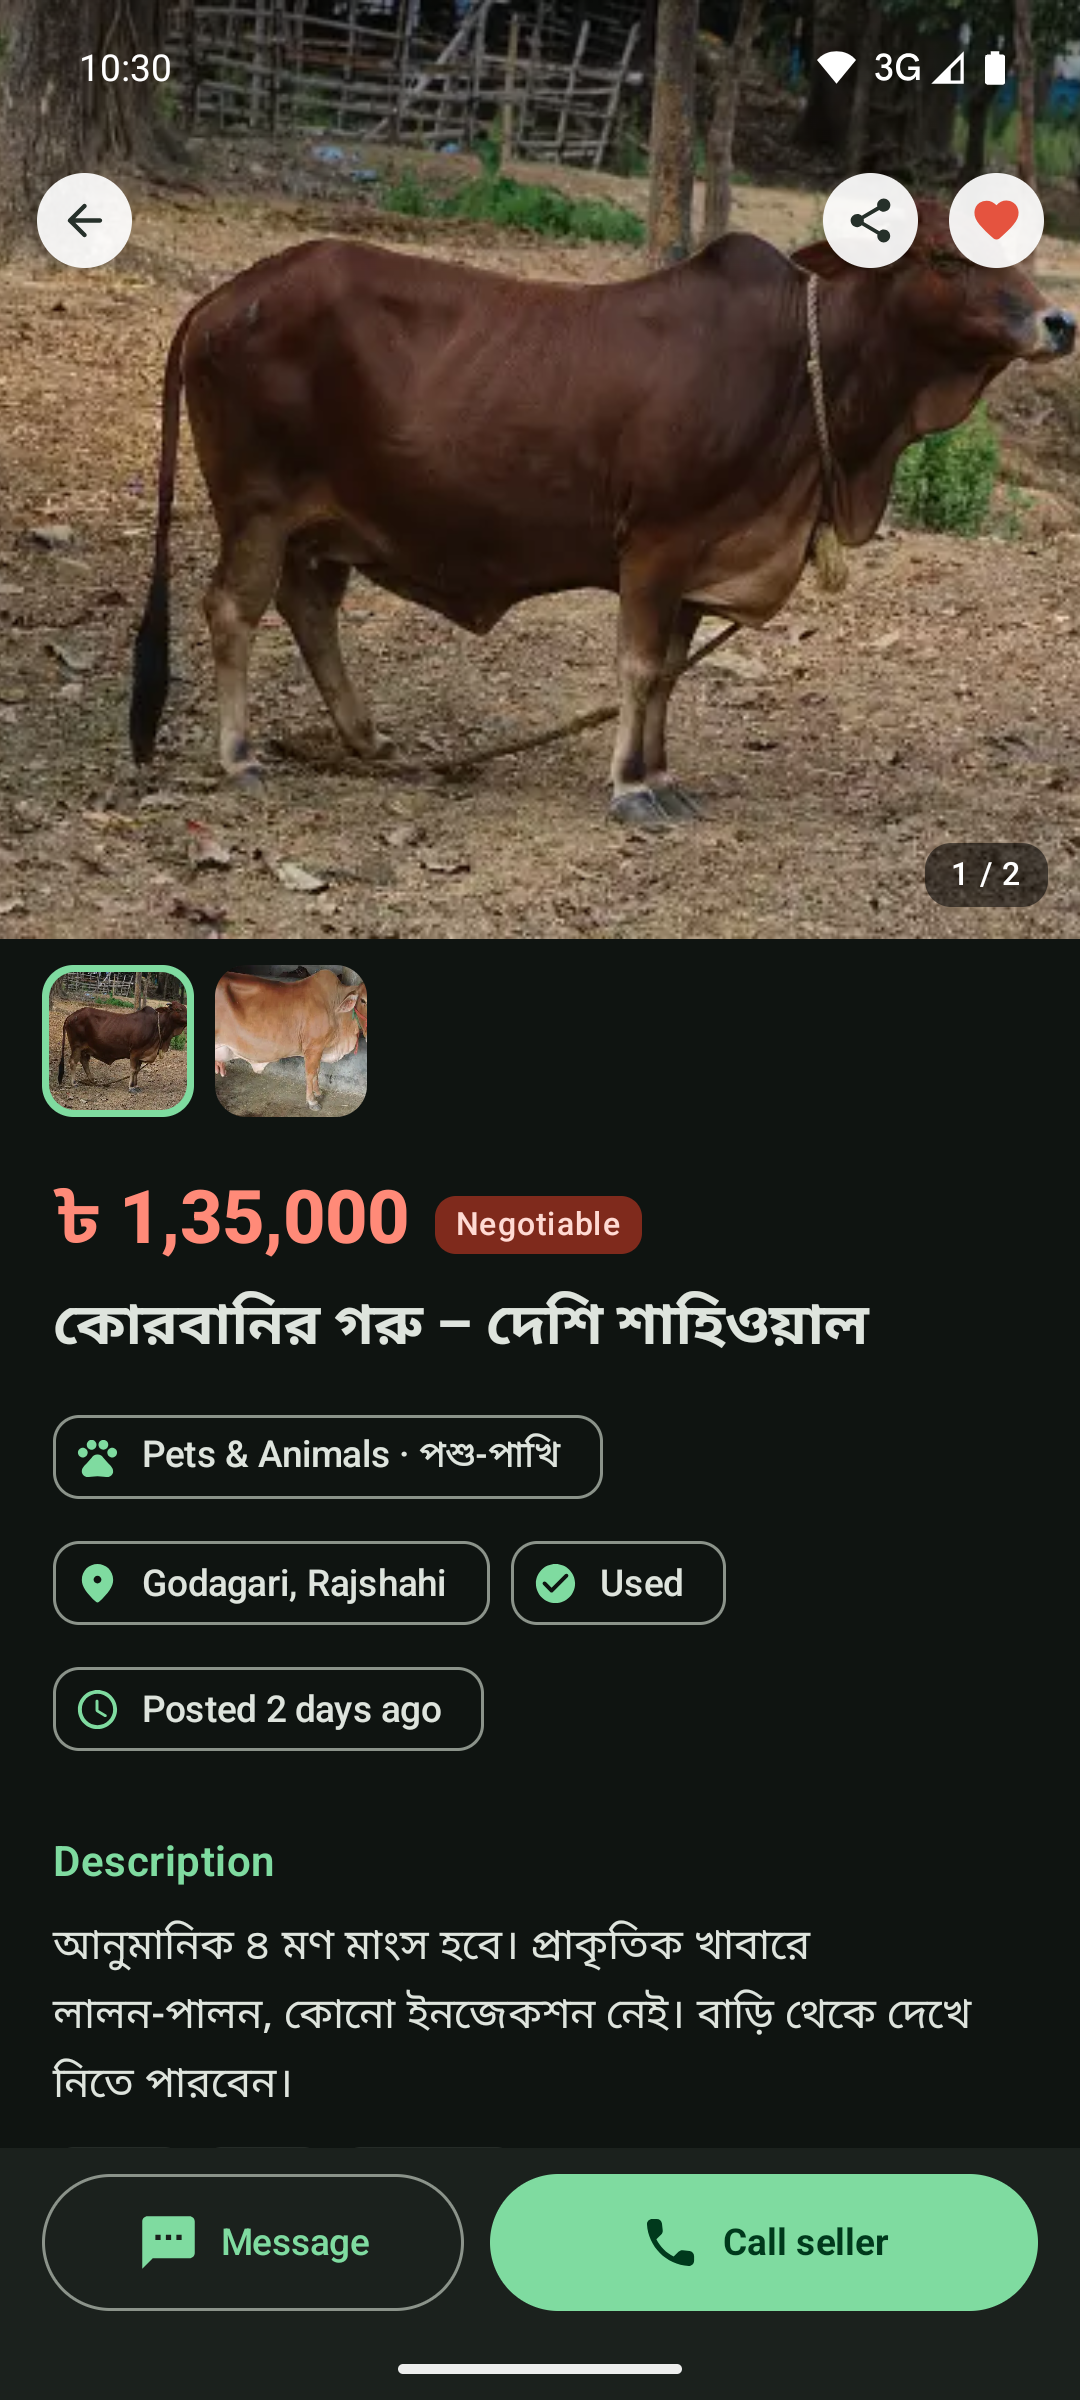 10:30
3G
1 / 2
৳ 1,35,000
Negotiable
কোরবানির গরু – দেশি শাহিওয়াল
Pets & Animals · পশু-পাখি
Godagari, Rajshahi
Used
Posted 2 days ago
Description
আনুমানিক ৪ মণ মাংস হবে। প্রাকৃতিক খাবারে
লালন-পালন, কোনো ইনজেকশন নেই। বাড়ি থেকে দেখে
নিতে পারবেন।
Message
Call seller